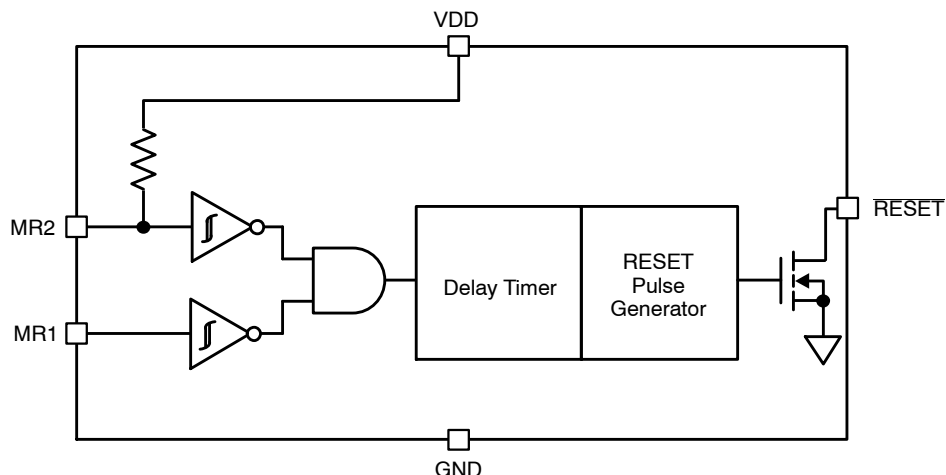 VDD
MR2
RESET
MR1
Delay Timer
RESET
Pulse
Generator
GND